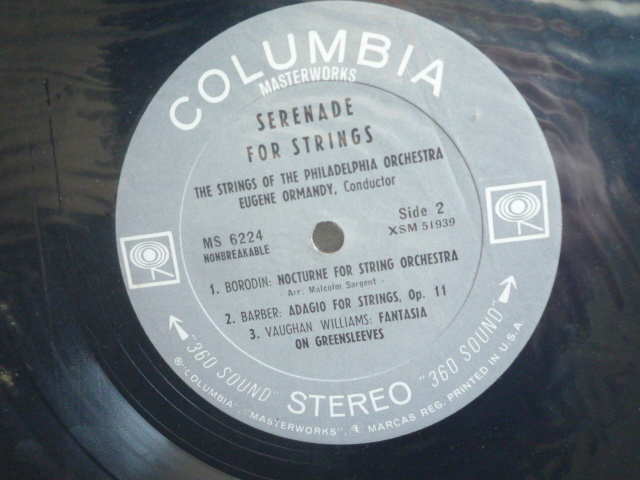 COLUMBIA
MASTERWORKS
SERENADE
FOR STRINGS
THE STRINGS OF THE PHILADELPHIA ORCHESTRA
EUGENE ORMANDY, Conductor
MS 6224
NONBREAKABLE
Side 2
XSM 51939
1. BORODIN: NOCTURNE FOR STRING ORCHESTRA
- Arr: Malcolm Sargent -
2. BARBER: ADAGIO FOR STRINGS, Op. 11
3. VAUGHAN WILLIAMS: FANTASIA
ON GREENSLEEVES
"360 SOUND" STEREO "360 SOUND"
® "COLUMBIA", "MASTERWORKS", MARCAS REG. PRINTED IN U.S.A.